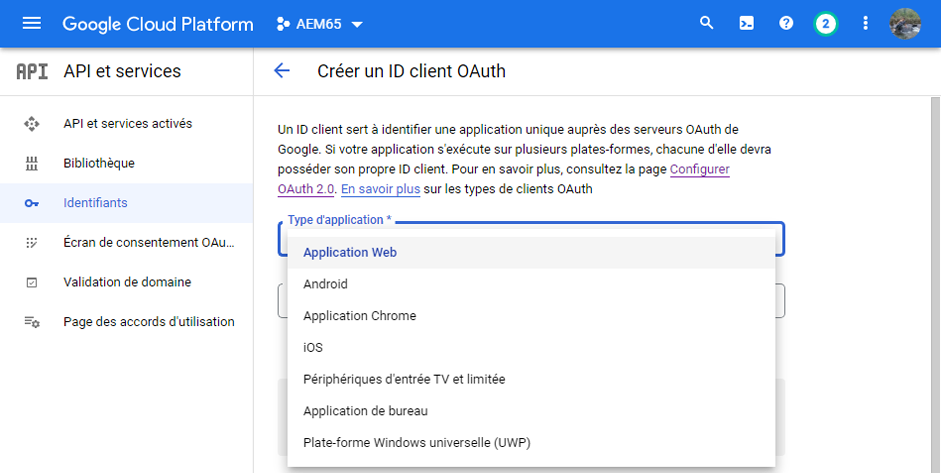 Google Cloud Platform
AEM65
2
API
API et services
Créer un ID client OAuth
API et services activés
Bibliothèque
Identifiants
Écran de consentement OAu...
Validation de domaine
Page des accords d'utilisation
Un ID client sert à identifier une application unique auprès des serveurs OAuth de
Google. Si votre application s'exécute sur plusieurs plates-formes, chacune d'elle devra
posséder son propre ID client. Pour en savoir plus, consultez la page Configurer
OAuth 2.0. En savoir plus sur les types de clients OAuth
Type d'application *
Application Web
Android
Application Chrome
iOS
Périphériques d'entrée TV et limitée
Application de bureau
Plate-forme Windows universelle (UWP)